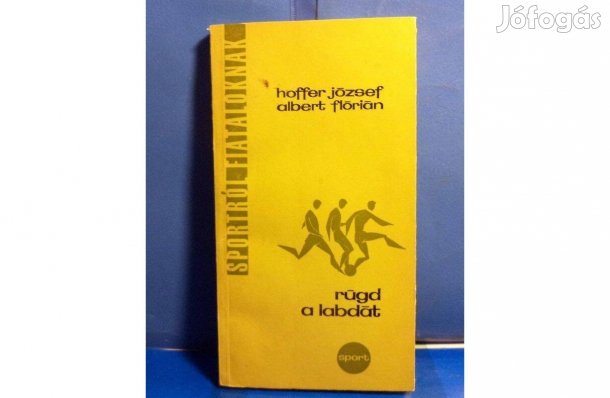 Jófogás
SPORTRÓL FIATALOKNAK
hoffer józsef
albert flórián
rúgd
a labdát
sport